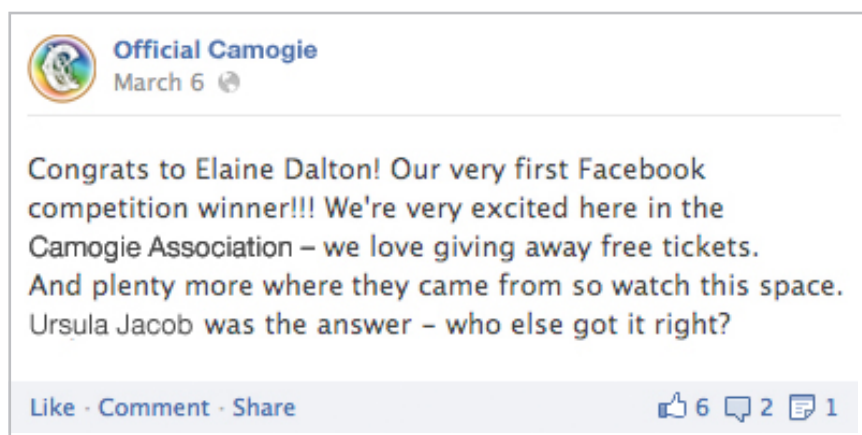 Official Camogie
March 6
Congrats to Elaine Dalton! Our very first Facebook
competition winner!!! We're very excited here in the
Camogie Association – we love giving away free tickets.
And plenty more where they came from so watch this space.
Ursula Jacob was the answer – who else got it right?
Like · Comment · Share 6 2 1